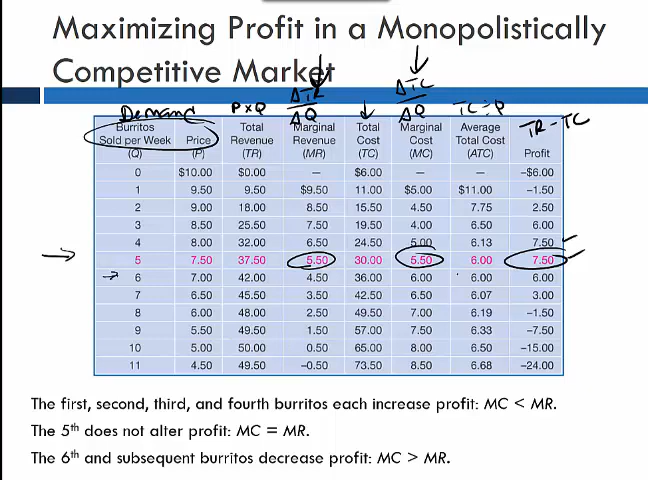 Maximizing Profit in a Monopolistically
Competitive Market
Demand P x Q ΔTR ΔTC
ΔQ ΔQ TC ÷ P TR - TC
Burritos Total Marginal Total Marginal Average
Sold per Week Price Revenue Revenue Cost Cost Total Cost Profit
(Q) (P) (TR) (MR) (TC) (MC) (ATC)
0 $10.00 $0.00 — $6.00 — — –$6.00
1 9.50 9.50 $9.50 11.00 $5.00 $11.00 –1.50
2 9.00 18.00 8.50 15.50 4.50 7.75 2.50
3 8.50 25.50 7.50 19.50 4.00 6.50 6.00
4 8.00 32.00 6.50 24.50 5.00 6.13 7.50
5 7.50 37.50 5.50 30.00 5.50 6.00 7.50
6 7.00 42.00 4.50 36.00 6.00 6.00 6.00
7 6.50 45.50 3.50 42.50 6.50 6.07 3.00
8 6.00 48.00 2.50 49.50 7.00 6.19 –1.50
9 5.50 49.50 1.50 57.00 7.50 6.33 –7.50
10 5.00 50.00 0.50 65.00 8.00 6.50 –15.00
11 4.50 49.50 –0.50 73.50 8.50 6.68 –24.00
The first, second, third, and fourth burritos each increase profit: MC < MR.
The 5th does not alter profit: MC = MR.
The 6th and subsequent burritos decrease profit: MC > MR.